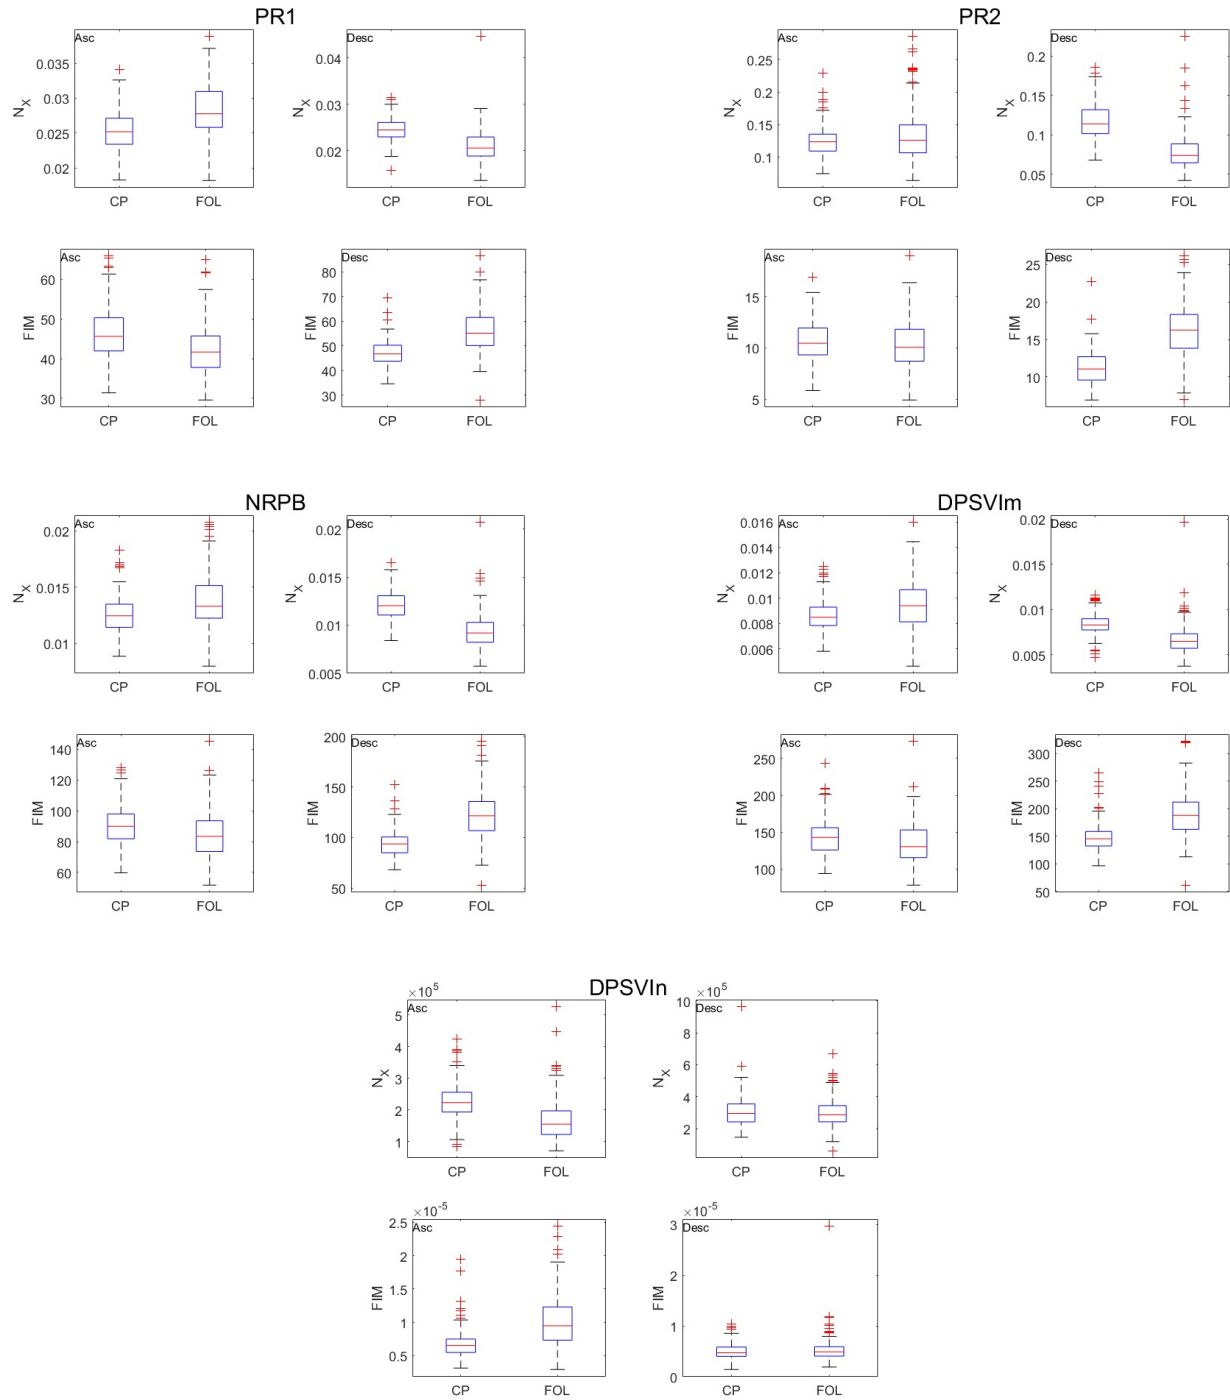 PR1
Asc
0.035
0.03
0.025
0.02
N_X
CP
FOL
Desc
0.04
0.03
0.02
N_X
CP
FOL
Asc
60
50
40
30
FIM
CP
FOL
Desc
80
70
60
50
40
30
FIM
CP
FOL
PR2
Asc
0.25
0.2
0.15
0.1
N_X
CP
FOL
Desc
0.2
0.15
0.1
0.05
N_X
CP
FOL
Asc
15
10
5
FIM
CP
FOL
Desc
25
20
15
10
FIM
CP
FOL
NRPB
Asc
0.02
0.015
0.01
N_X
CP
FOL
Desc
0.02
0.015
0.01
0.005
N_X
CP
FOL
Asc
140
120
100
80
60
FIM
CP
FOL
Desc
200
150
100
50
FIM
CP
FOL
DPSVIm
Asc
0.016
0.014
0.012
0.01
0.008
0.006
N_X
CP
FOL
Desc
0.02
0.015
0.01
0.005
N_X
CP
FOL
Asc
250
200
150
100
FIM
CP
FOL
Desc
300
250
200
150
100
50
FIM
CP
FOL
DPSVIn
×10^5
Asc
5
4
3
2
1
N_X
CP
FOL
×10^5
Desc
10
8
6
4
2
N_X
CP
FOL
×10^-5
Asc
2.5
2
1.5
1
0.5
FIM
CP
FOL
×10^-5
Desc
3
2
1
0
FIM
CP
FOL